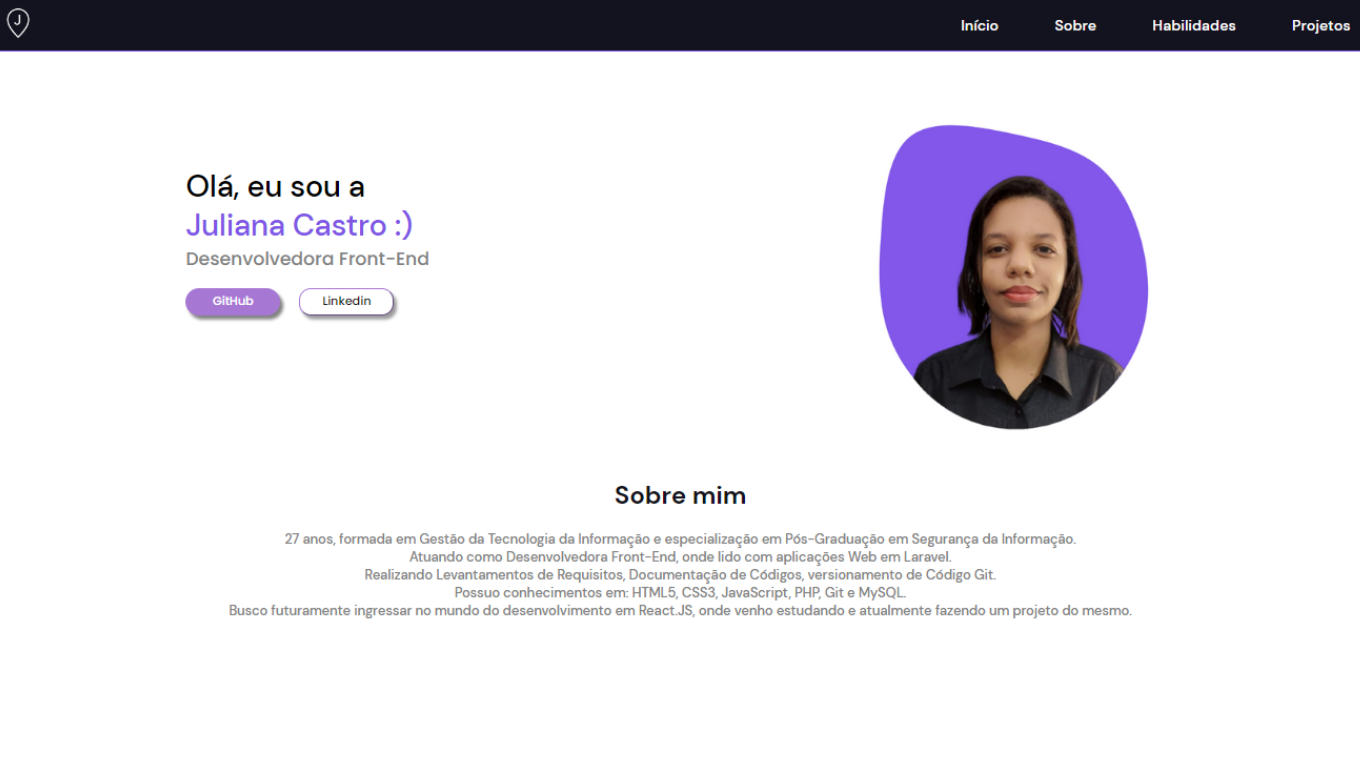 J
Início Sobre Habilidades Projetos
Olá, eu sou a
Juliana Castro :)
Desenvolvedora Front-End
GitHub Linkedin
Sobre mim
27 anos, formada em Gestão da Tecnologia da Informação e especialização em Pós-Graduação em Segurança da Informação.
Atuando como Desenvolvedora Front-End, onde lido com aplicações Web em Laravel.
Realizando Levantamentos de Requisitos, Documentação de Códigos, versionamento de Código Git.
Possuo conhecimentos em: HTML5, CSS3, JavaScript, PHP, Git e MySQL.
Busco futuramente ingressar no mundo do desenvolvimento em React.JS, onde venho estudando e atualmente fazendo um projeto do mesmo.